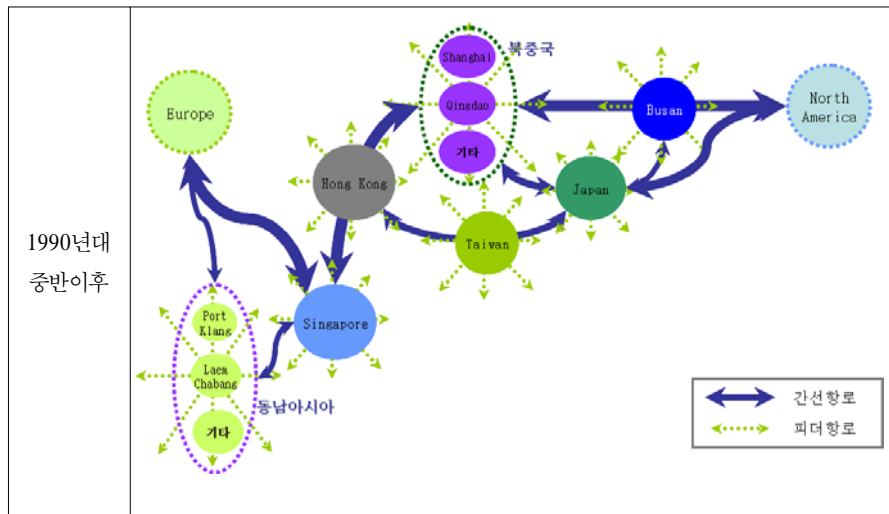 1990년대
중반이후
Europe
Hong Kong
Shanghai
Qingdao
기타
북중국
Busan
North
America
Japan
Taiwan
Singapore
Port
Klang
Laem
Chabang
기타
동남아시아
간선항로
피더항로